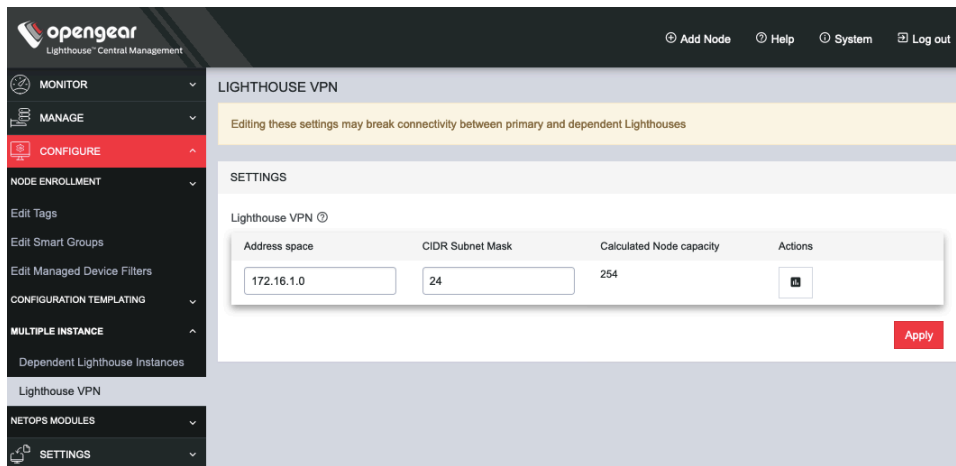 opengear
Lighthouse™ Central Management
Add Node
Help
System
Log out
MONITOR
MANAGE
CONFIGURE
NODE ENROLLMENT
Edit Tags
Edit Smart Groups
Edit Managed Device Filters
CONFIGURATION TEMPLATING
MULTIPLE INSTANCE
Dependent Lighthouse Instances
Lighthouse VPN
NETOPS MODULES
SETTINGS
LIGHTHOUSE VPN
Editing these settings may break connectivity between primary and dependent Lighthouses
SETTINGS
Lighthouse VPN
Address space CIDR Subnet Mask Calculated Node capacity Actions
172.16.1.0 24 254
Apply